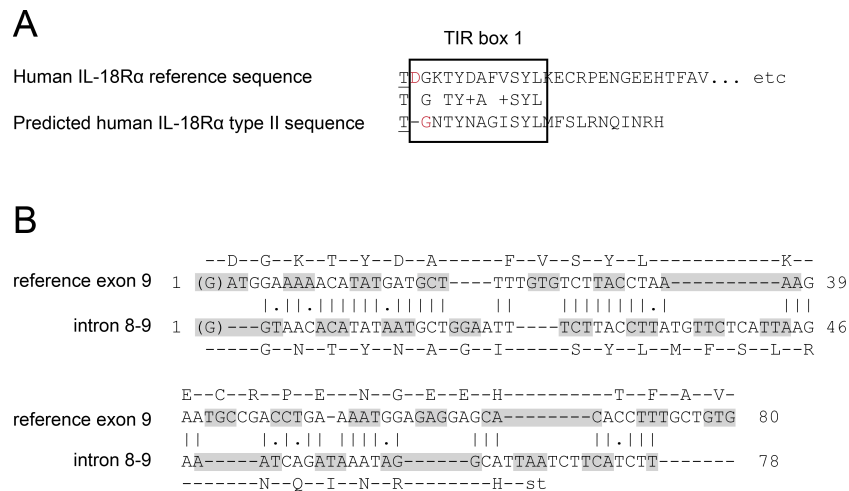 A
TIR box 1
Human IL-18Rα reference sequence TDGKTYDAFVSYLKECRPENGEEHTFAV... etc
T G TY+A +SYL
Predicted human IL-18Rα type II sequence T-GNTYNAGISYLMFSLRNQINRH
B
--D--G--K--T--Y--D--A------F--V--S--Y--L------------K--
reference exon 9 1 (G)ATGGAAAAACATATGATGCT----TTTGTGTCTTACCTAA----------AAG 39
|.||.|||||||.||||| || |||||||.| |||
intron 8-9 1 (G)---GTAACACATATAATGCTGGAATT----TCTTACCTTATGTTCTCATTAAG 46
-----G--N--T--Y--N--A--G--I------S--Y--L--M--F--S--L--R
E--C--R--P--E---N--G--E--E--H----------T--F--A--V-
reference exon 9 AATGCCGACCTGA-AAATGGAGAGGAGCA--------CACCTTTGCTGTG 80
|| |.|.|| ||||.| ||| ||.|||
intron 8-9 AA-----ATCAGATAAATAG------GCATTAATCTTCATCTT------- 78
-------N--Q--I--N--R--------H--st